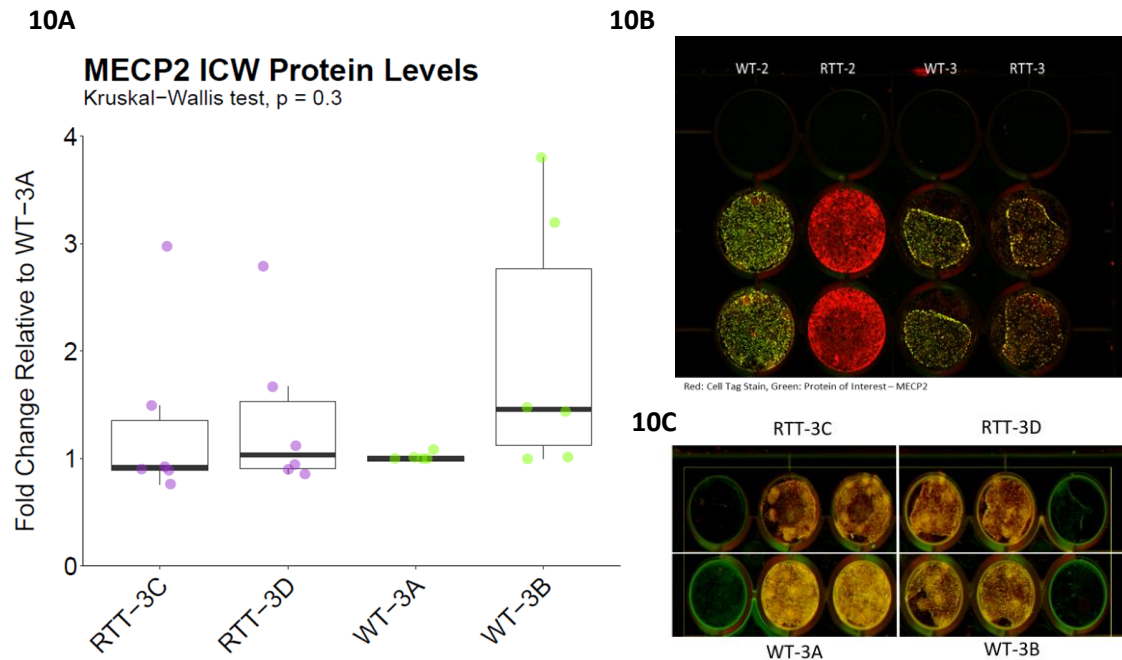 10A
MECP2 ICW Protein Levels
Kruskal−Wallis test, p = 0.3
Fold Change Relative to WT−3A
4
3
2
1
0
RTT−3C
RTT−3D
WT−3A
WT−3B
10B
WT-2 RTT-2 WT-3 RTT-3
Red: Cell Tag Stain, Green: Protein of Interest – MECP2
10C
RTT-3C RTT-3D
WT-3A WT-3B